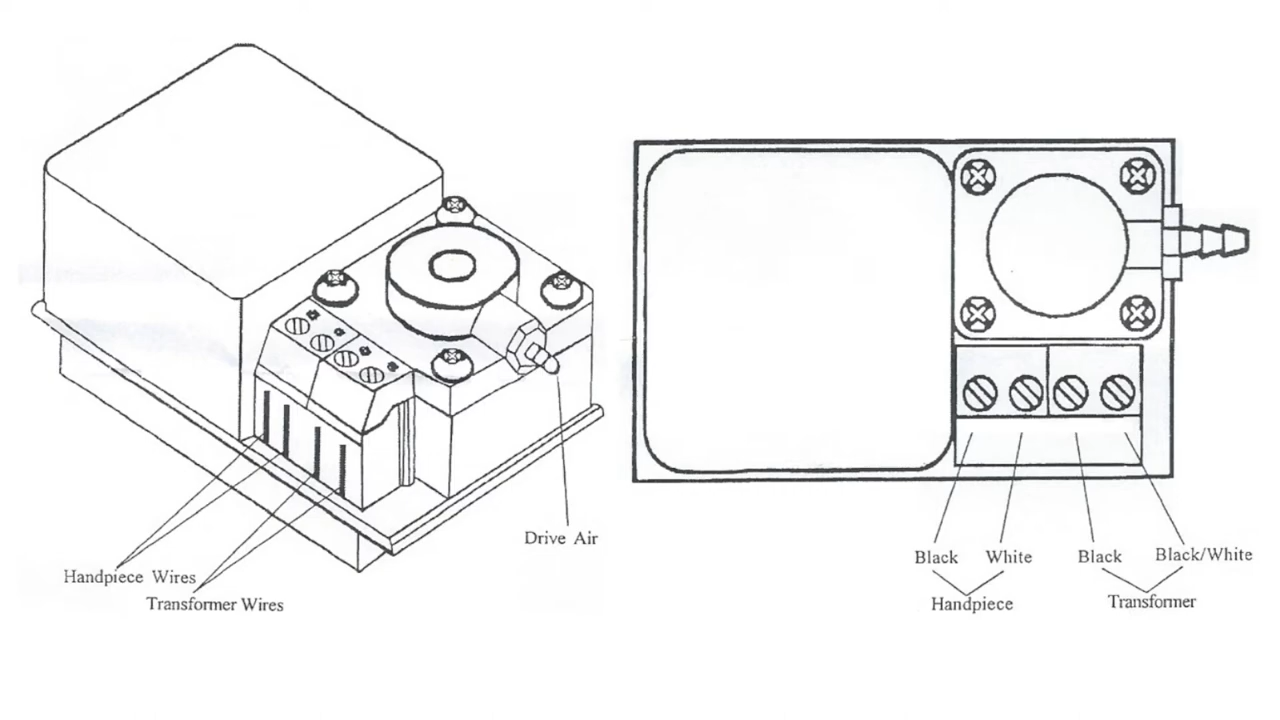 Drive Air
Handpiece Wires
Transformer Wires
Black White Black Black/White
Handpiece Transformer